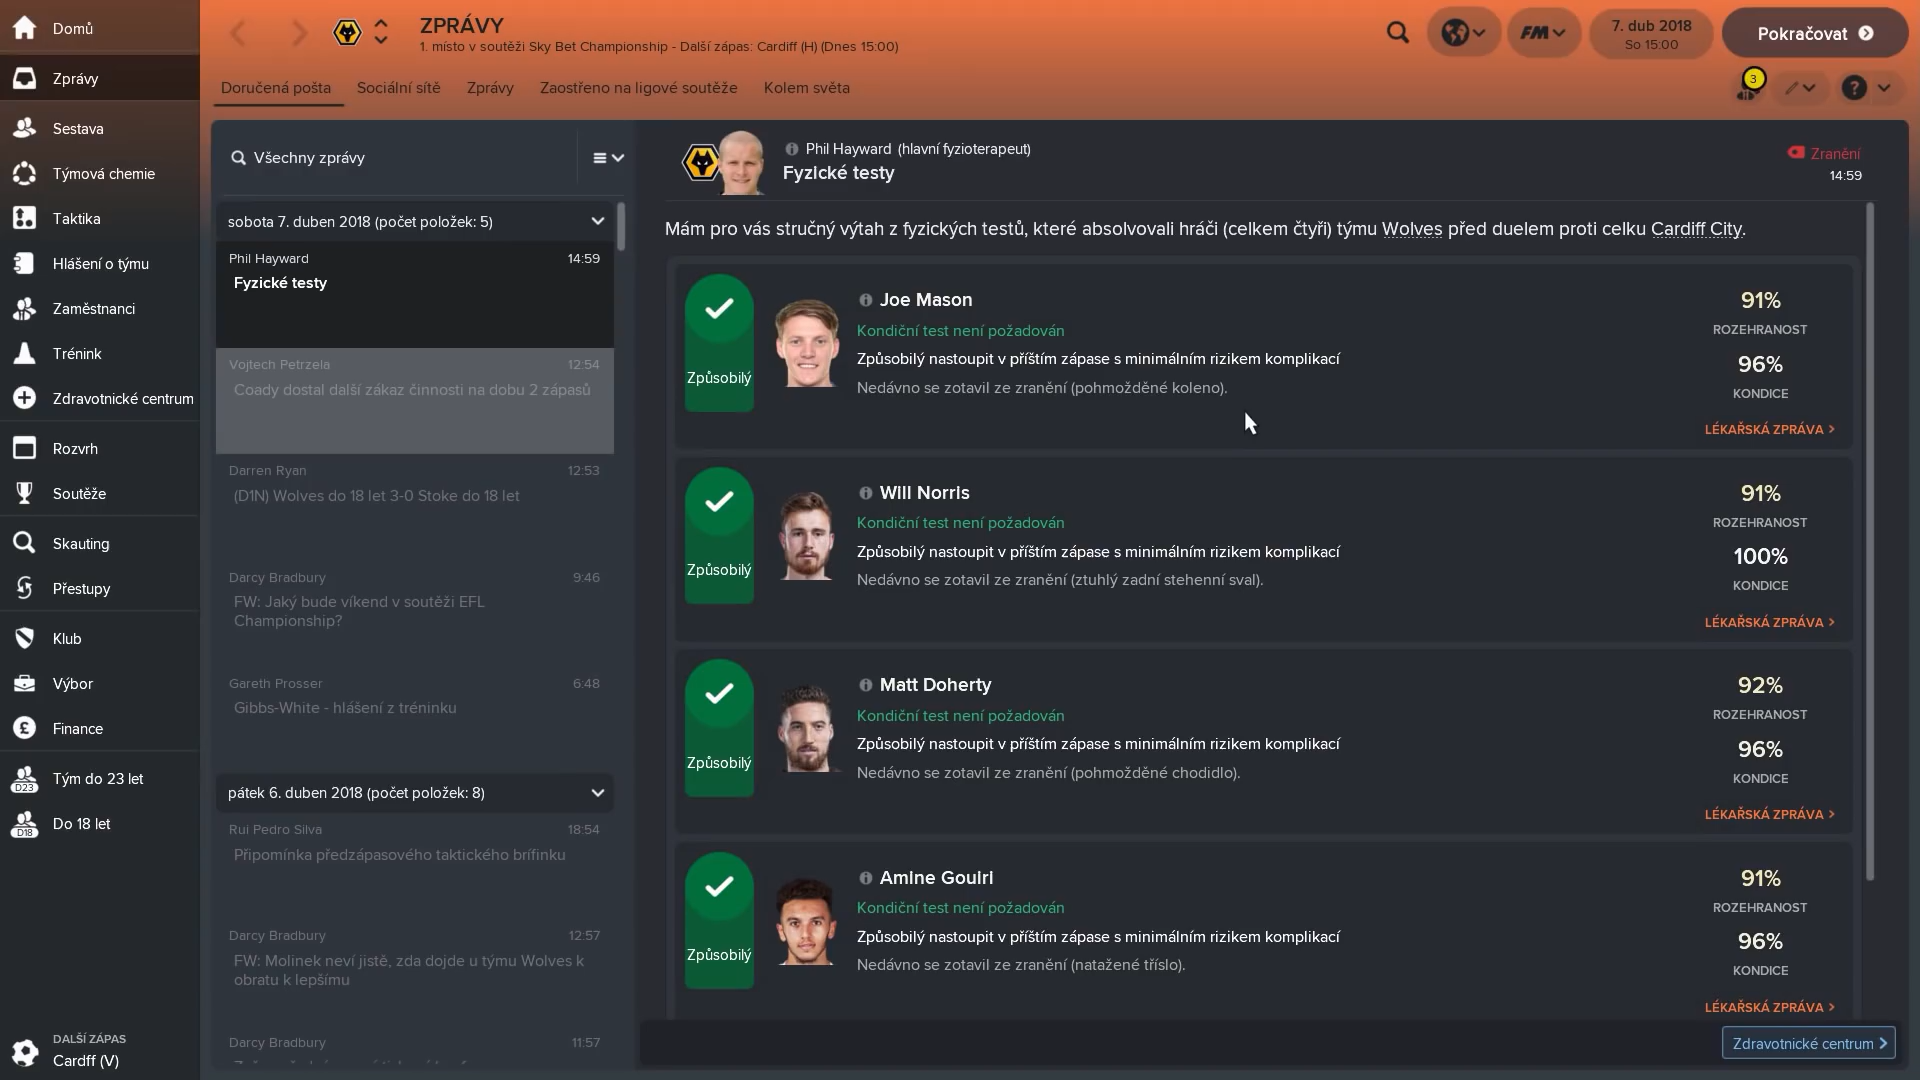 Domů
Zprávy
Sestava
Týmová chemie
Taktika
Hlášení o týmu
Zaměstnanci
Trénink
Zdravotnické centrum
Rozvrh
Soutěže
Skauting
Přestupy
Klub
Výbor
Finance
D23
Tým do 23 let
D18
Do 18 let
DALŠÍ ZÁPAS
Cardff (V)
ZPRÁVY
1. místo v soutěži Sky Bet Championship - Další zápas: Cardiff (H) (Dnes 15:00)
FM
7. dub 2018
So 15:00
Pokračovat
Doručená pošta
Sociální sítě
Zprávy
Zaostřeno na ligové soutěže
Kolem světa
3
?
Všechny zprávy
sobota 7. duben 2018 (počet položek: 5)
Phil Hayward 14:59
Fyzické testy
Vojtech Petrzela 12:54
Coady dostal další zákaz činnosti na dobu 2 zápasů
Darren Ryan 12:53
(D1N) Wolves do 18 let 3-0 Stoke do 18 let
Darcy Bradbury 9:46
FW: Jaký bude víkend v soutěži EFL
Championship?
Gareth Prosser 6:48
Gibbs-White - hlášení z tréninku
pátek 6. duben 2018 (počet položek: 8)
Rui Pedro Silva 18:54
Připomínka předzápasového taktického brífinku
Darcy Bradbury 12:57
FW: Molinek neví jistě, zda dojde u týmu Wolves k
obratu k lepšímu
Darcy Bradbury 11:57
Phil Hayward (hlavní fyzioterapeut)
Fyzické testy
Zranění
14:59
Mám pro vás stručný výtah z fyzických testů, které absolvovali hráči (celkem čtyři) týmu Wolves před duelem proti celku Cardiff City.
Způsobilý
Joe Mason
Kondiční test není požadován
Způsobilý nastoupit v příštím zápase s minimálním rizikem komplikací
Nedávno se zotavil ze zranění (pohmožděné koleno).
91%
ROZEHRANOST
96%
KONDICE
LÉKAŘSKÁ ZPRÁVA >
Způsobilý
Will Norris
Kondiční test není požadován
Způsobilý nastoupit v příštím zápase s minimálním rizikem komplikací
Nedávno se zotavil ze zranění (ztuhlý zadní stehenní sval).
91%
ROZEHRANOST
100%
KONDICE
LÉKAŘSKÁ ZPRÁVA >
Způsobilý
Matt Doherty
Kondiční test není požadován
Způsobilý nastoupit v příštím zápase s minimálním rizikem komplikací
Nedávno se zotavil ze zranění (pohmožděné chodidlo).
92%
ROZEHRANOST
96%
KONDICE
LÉKAŘSKÁ ZPRÁVA >
Způsobilý
Amine Gouiri
Kondiční test není požadován
Způsobilý nastoupit v příštím zápase s minimálním rizikem komplikací
Nedávno se zotavil ze zranění (natažené tříslo).
91%
ROZEHRANOST
96%
KONDICE
LÉKAŘSKÁ ZPRÁVA >
Zdravotnické centrum >